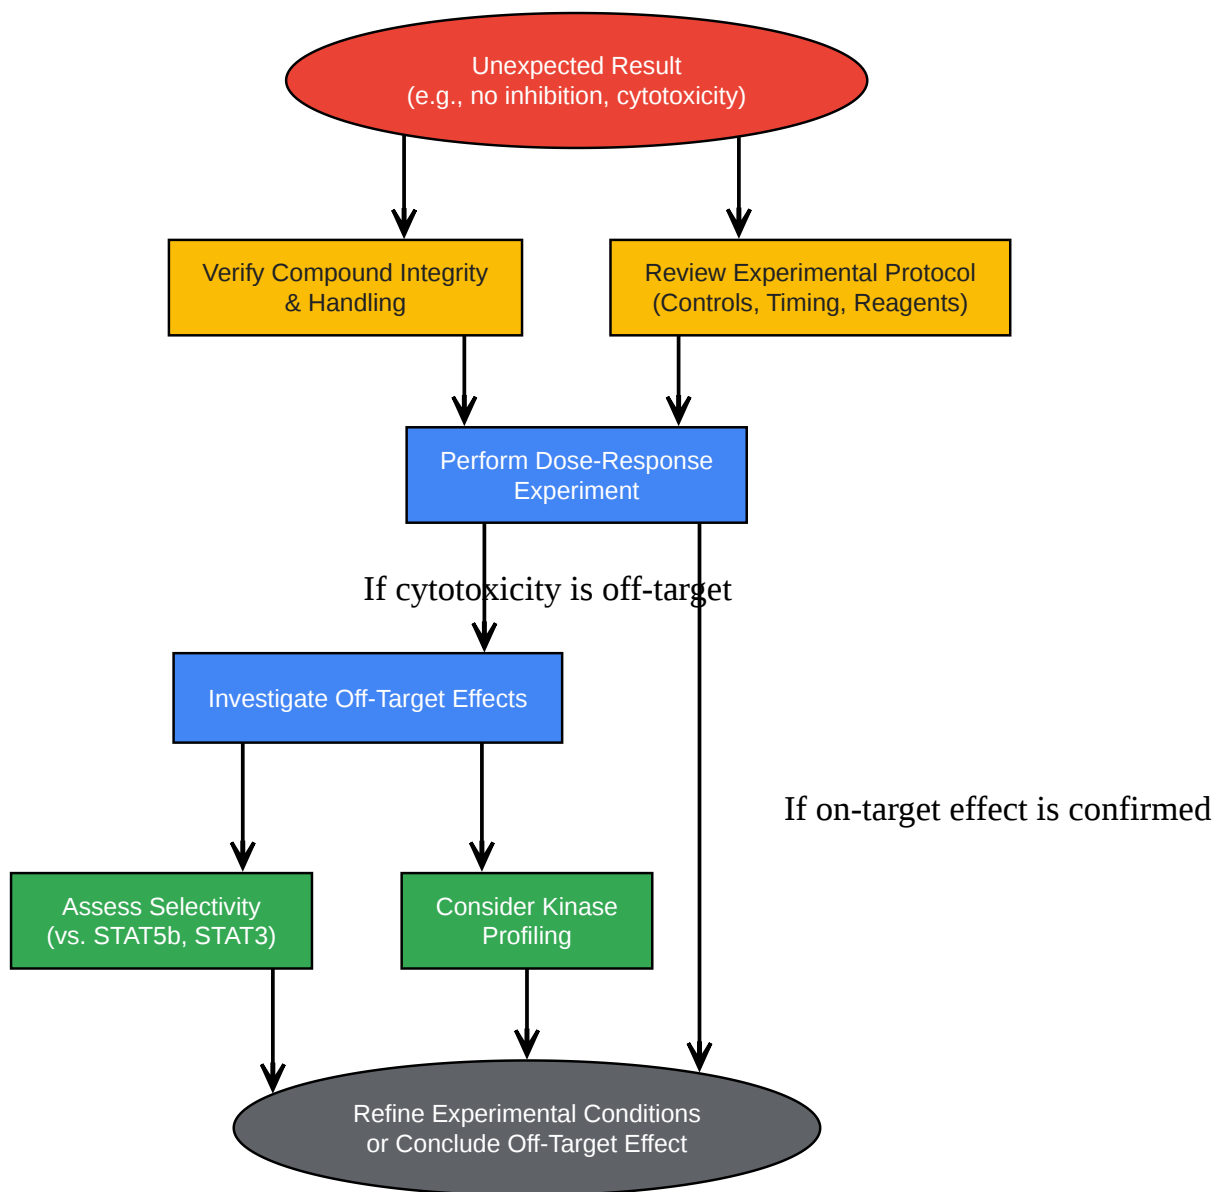 Unexpected Result
(e.g., no inhibition, cytotoxicity)
Verify Compound Integrity
& Handling
Review Experimental Protocol
(Controls, Timing, Reagents)
Perform Dose-Response
Experiment
If cytotoxicity is off-target
Investigate Off-Target Effects
If on-target effect is confirmed
Assess Selectivity
(vs. STAT5b, STAT3)
Consider Kinase
Profiling
Refine Experimental Conditions
or Conclude Off-Target Effect